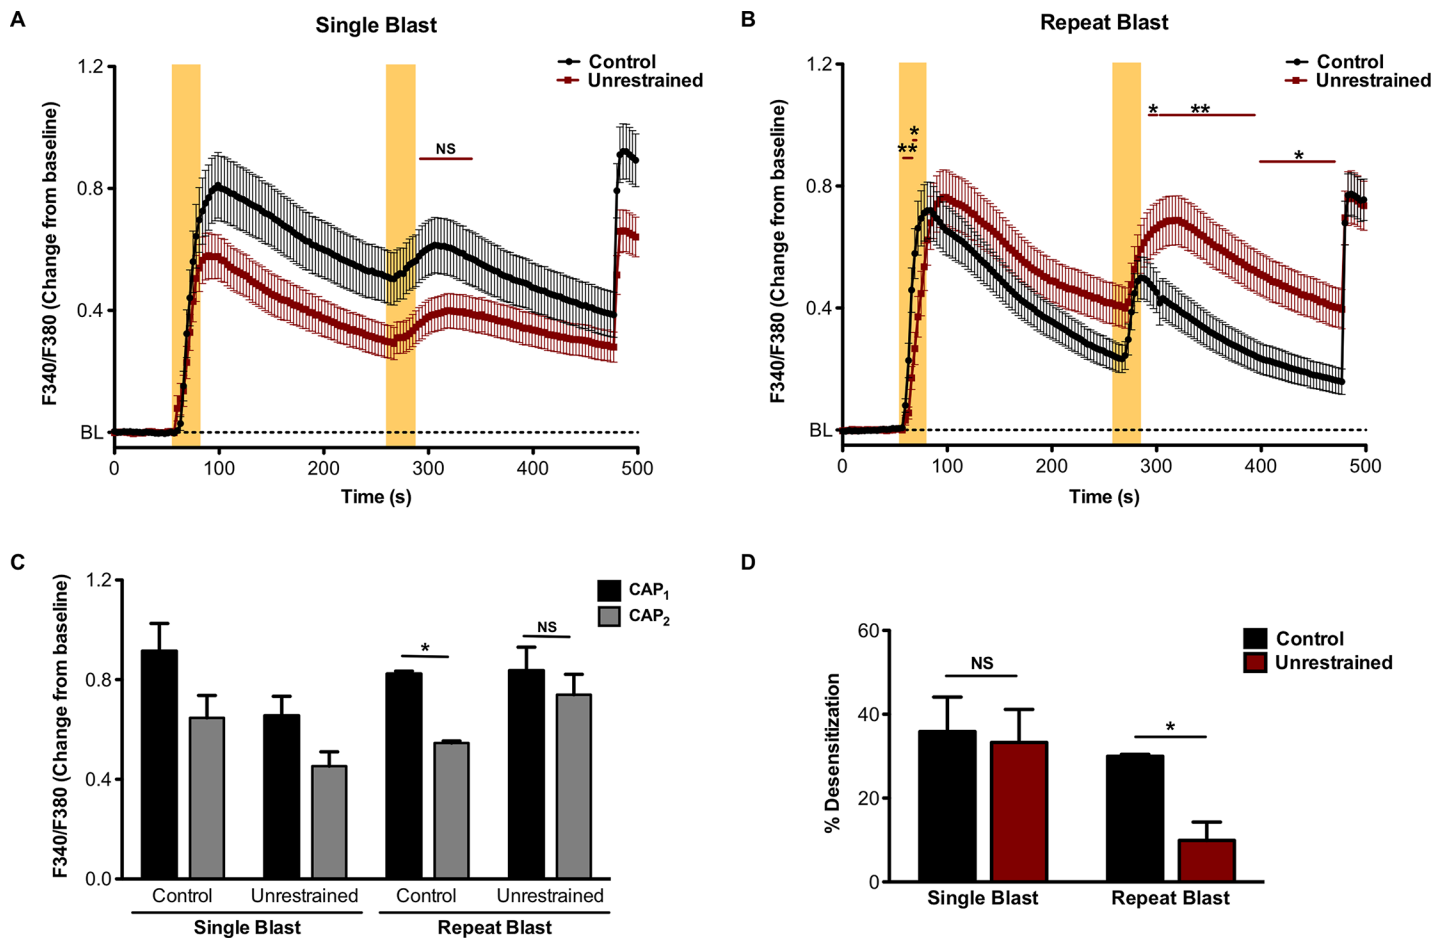 A
Single Blast
Control
Unrestrained
F340/F380 (Change from baseline)
1.2
0.8
0.4
BL
NS
0 100 200 300 400 500
Time (s)
B
Repeat Blast
Control
Unrestrained
F340/F380 (Change from baseline)
1.2
0.8
0.4
BL
* **
*
**
*
0 100 200 300 400 500
Time (s)
C
F340/F380 (Change from baseline)
1.2
0.8
0.4
0.0
CAP1
CAP2
*
NS
Control Unrestrained Control Unrestrained
Single Blast Repeat Blast
D
% Desensitization
60
40
20
0
Control
Unrestrained
NS
*
Single Blast Repeat Blast